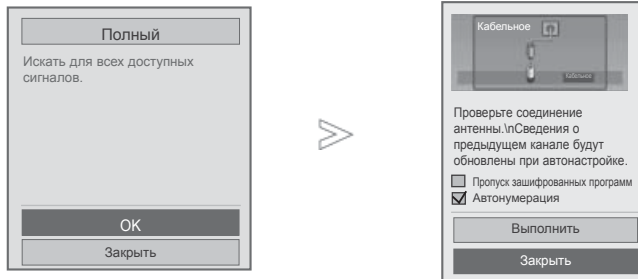 Полный
Искать для всех доступных
сигналов.
OK
Закрыть
Кабельное
Кабельное
Проверьте соединение
антенны.\nСведения о
предыдущем канале будут
обновлены при автонастройке.
Пропуск зашифрованных программ
Автонумерация
Выполнить
Закрыть